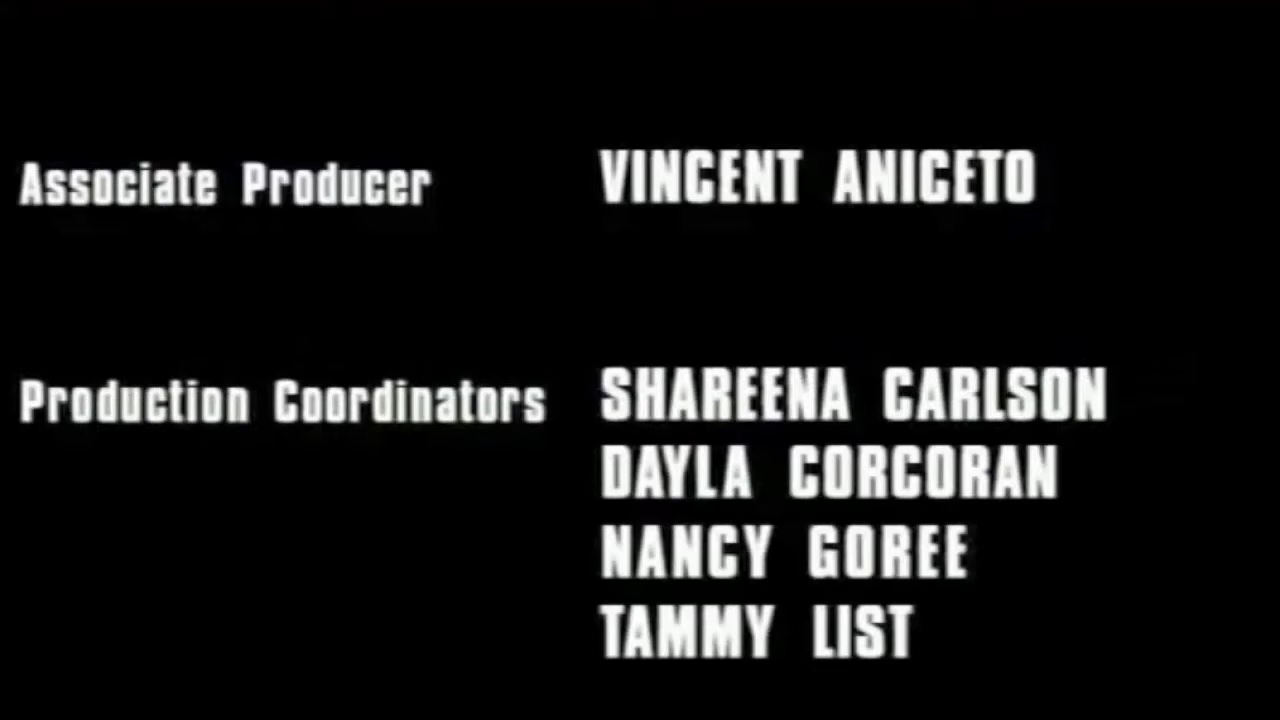 Associate Producer VINCENT ANICETO
Production Coordinators SHAREENA CARLSON
DAYLA CORCORAN
NANCY GOREE
TAMMY LIST